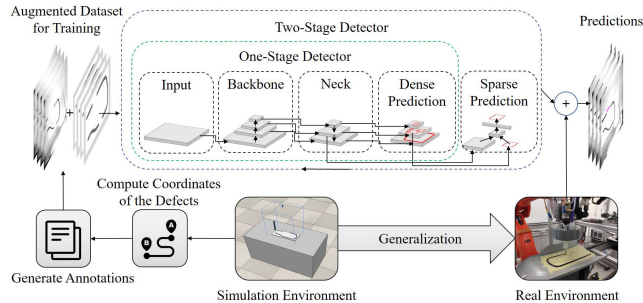 Augmented Dataset
for Training
Two-Stage Detector
Predictions
One-Stage Detector
Input
Backbone
Neck
Dense
Prediction
Sparse
Prediction
+
+
Compute Coordinates
of the Defects
A
B
Generalization
Generate Annotations
Simulation Environment
Real Environment